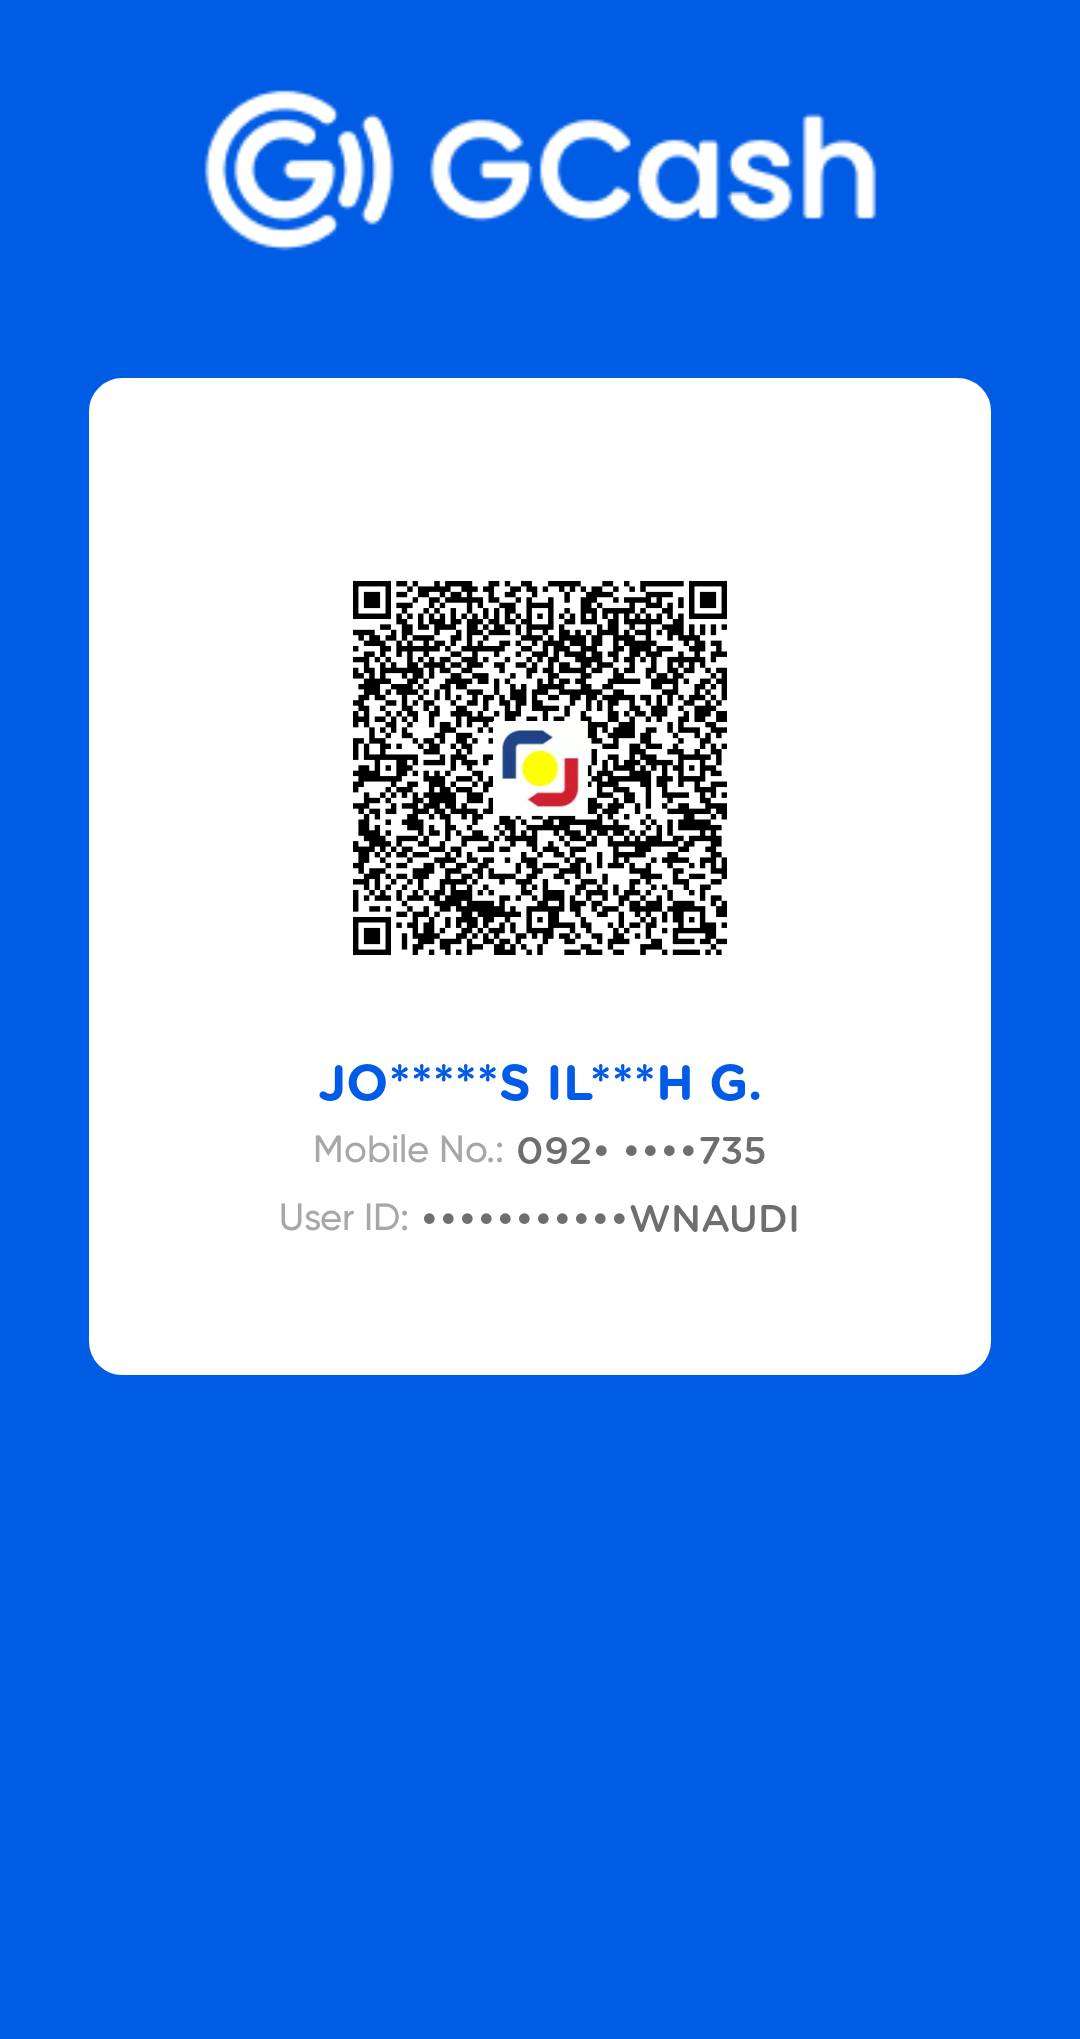 GCash
JO*****S IL***H G.
Mobile No.: 092• ••••735
User ID: •••••••••••WNAUDI